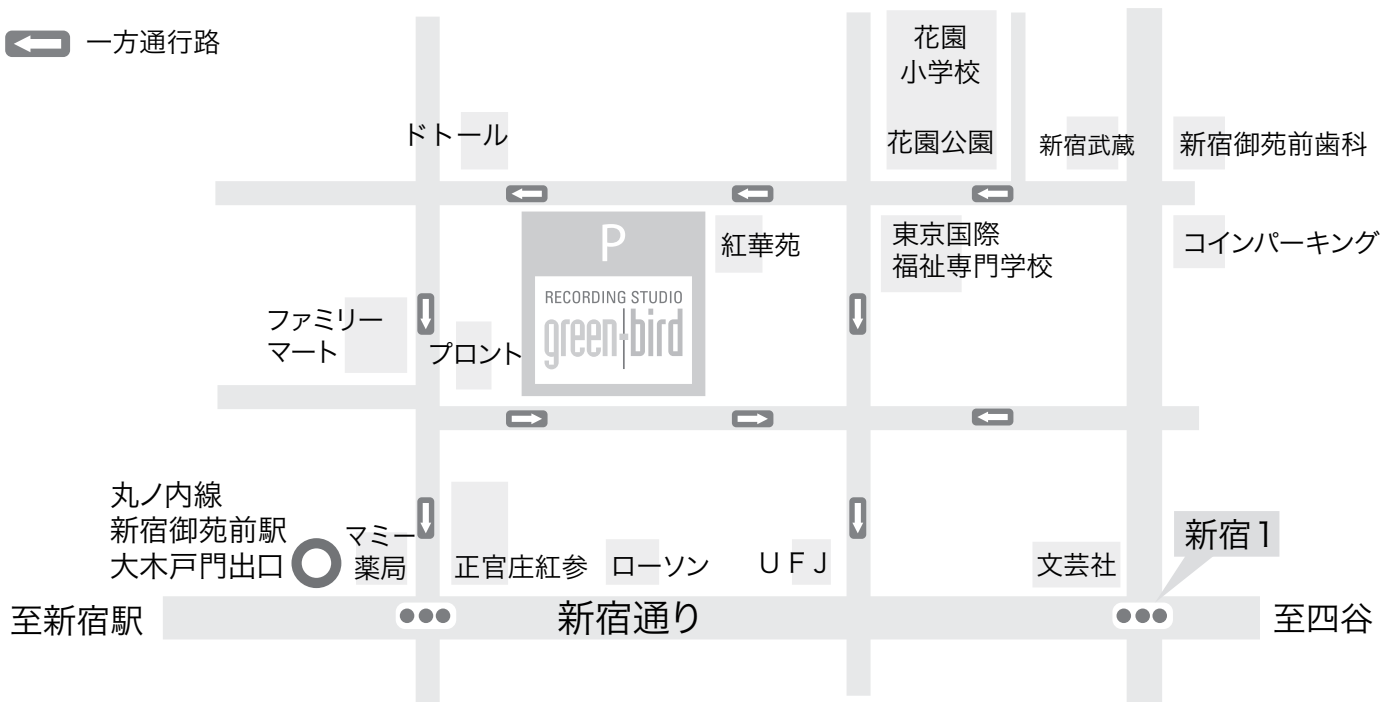 一方通行路
花園
小学校
花園公園
ドトール
新宿武蔵
新宿御苑前歯科
P
RECORDING STUDIO
green bird
紅華苑
東京国際
福祉専門学校
コインパーキング
ファミリー
マート
プロント
丸ノ内線
新宿御苑前駅
大木戸門出口
マミー
薬局
正官庄紅参
ローソン
UFJ
文芸社
新宿1
至新宿駅
新宿通り
至四谷